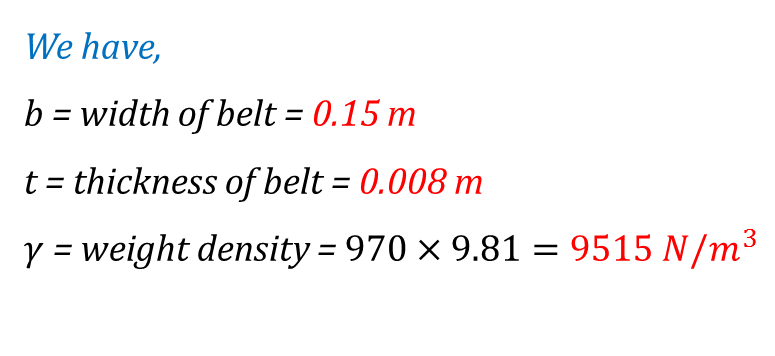 We have,
b = width of belt = 0.15 m
t = thickness of belt = 0.008 m
γ = weight density = 970 × 9.81 = 9515 N/m³